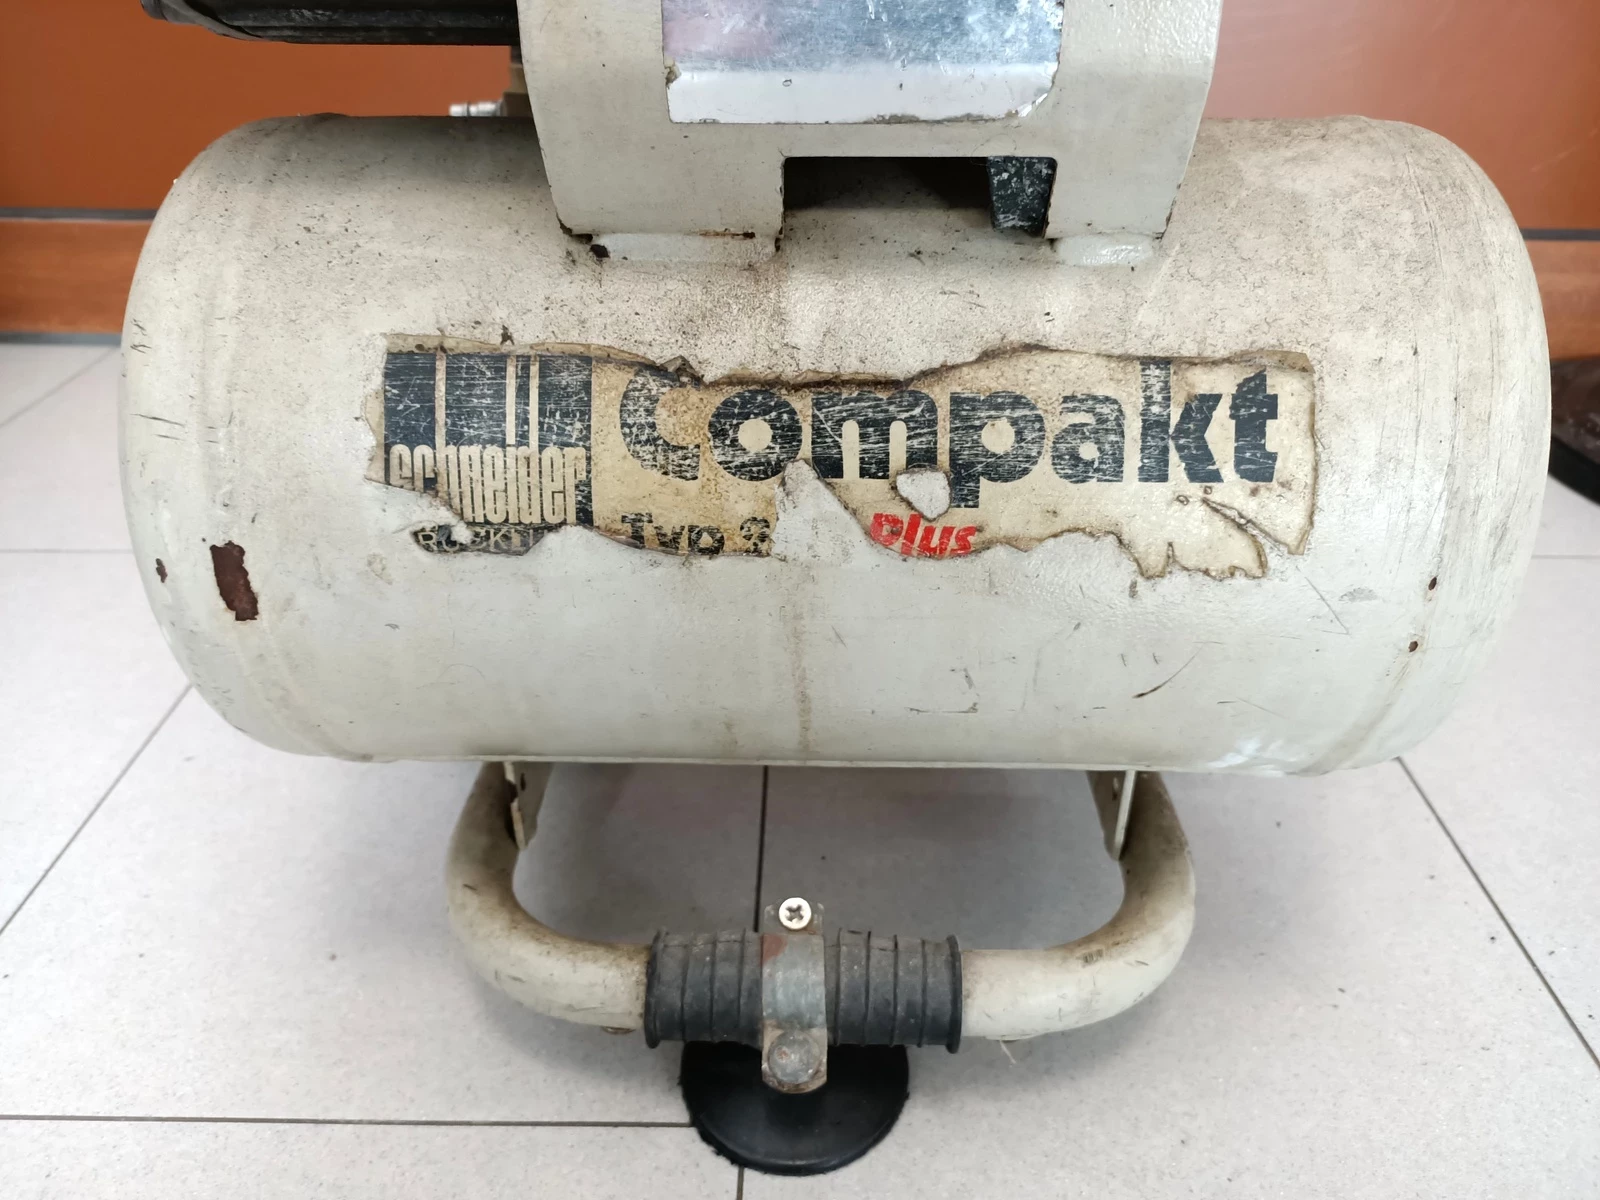 schneider Compakt
Typ
plus